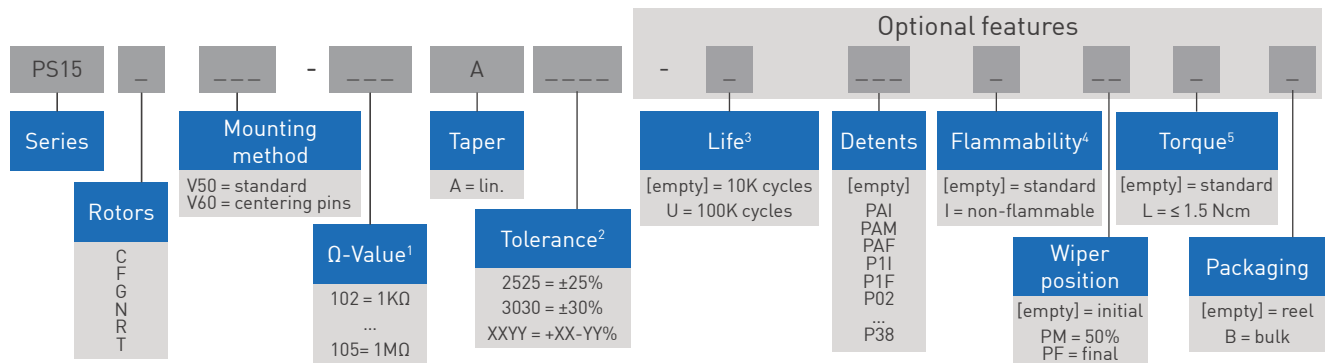 Optional features
PS15 _ _ _ _ - _ _ _ A _ _ _ _ - _ _ _ _ _ _ _ _ _
Series
Rotors
C
F
G
N
R
T
Mounting
method
V50 = standard
V60 = centering pins
Ω-Value¹
102 = 1KΩ
...
105= 1MΩ
Taper
A = lin.
Tolerance²
2525 = ±25%
3030 = ±30%
XXYY = +XX-YY%
Life³
[empty] = 10K cycles
U = 100K cycles
Detents
[empty]
PAI
PAM
PAF
P1I
P1F
P02
...
P38
Flammability⁴
[empty] = standard
I = non-flammable
Wiper
position
[empty] = initial
PM = 50%
PF = final
Torque⁵
[empty] = standard
L = ≤ 1.5 Ncm
Packaging
[empty] = reel
B = bulk